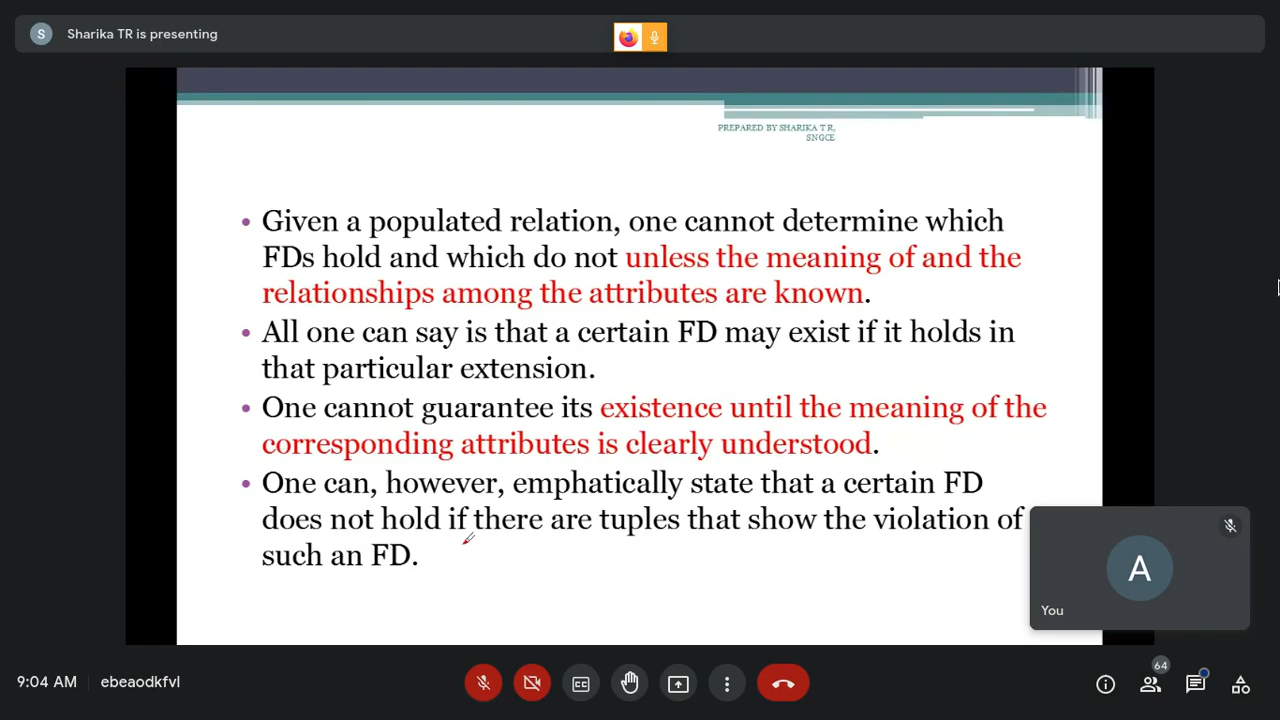 S Sharika TR is presenting
PREPARED BY SHARIKA T R,
SNGCE
• Given a populated relation, one cannot determine which
FDs hold and which do not unless the meaning of and the
relationships among the attributes are known.
• All one can say is that a certain FD may exist if it holds in
that particular extension.
• One cannot guarantee its existence until the meaning of the
corresponding attributes is clearly understood.
• One can, however, emphatically state that a certain FD
does not hold if there are tuples that show the violation of
such an FD.
A
You
9:04 AM ebeaodkfvl
CC
64